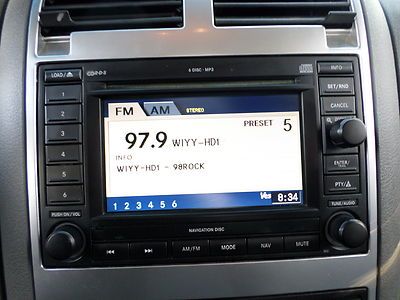 LOAD/ 6 DISC · MP3 INFO
1
2
3
4
5
6
PUSH ON/VOL
FM AM STEREO
PRESET 5
97.9 WIYY-HD1
INFO
WIYY-HD1 - 98ROCK
1 2 3 4 5 6
Yes 8:34
SET/RND
CANCEL
ENTER/
PTY/
TUNE/AUDIO
NAVIGATION DISC
AM/FM MODE NAV MUTE